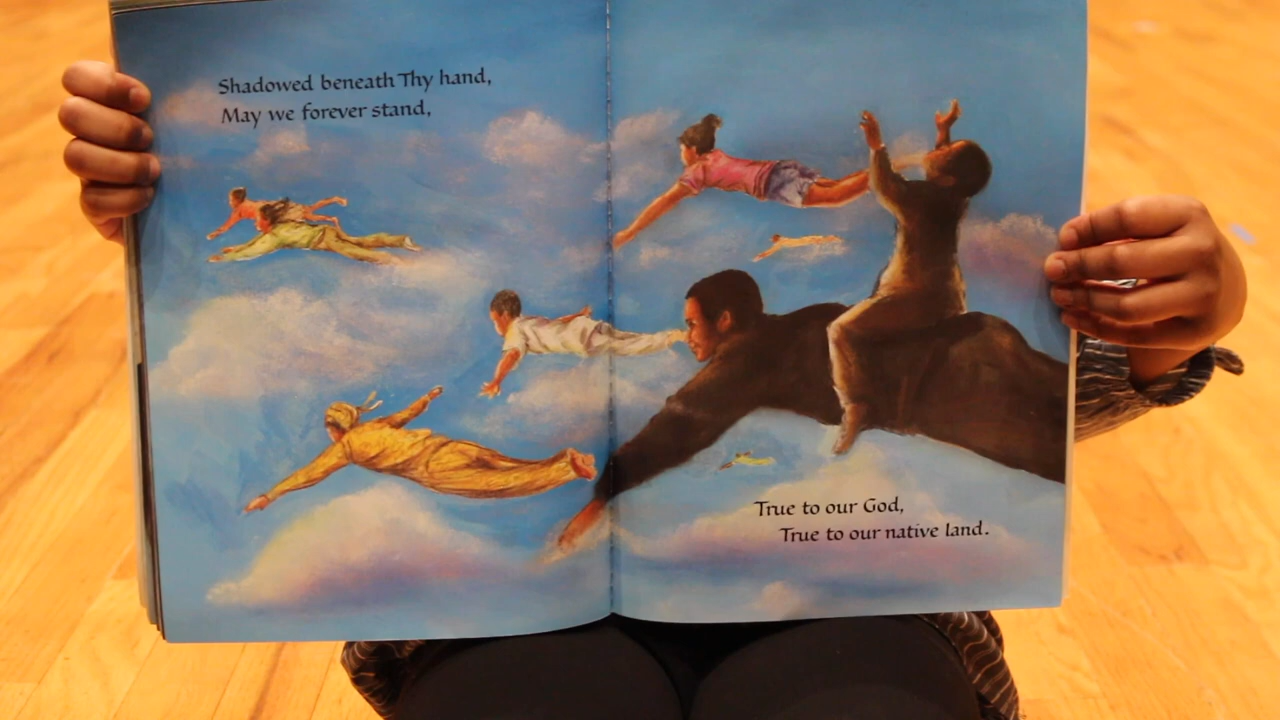 Shadowed beneath Thy hand,
May we forever stand,
True to our God,
True to our native land.